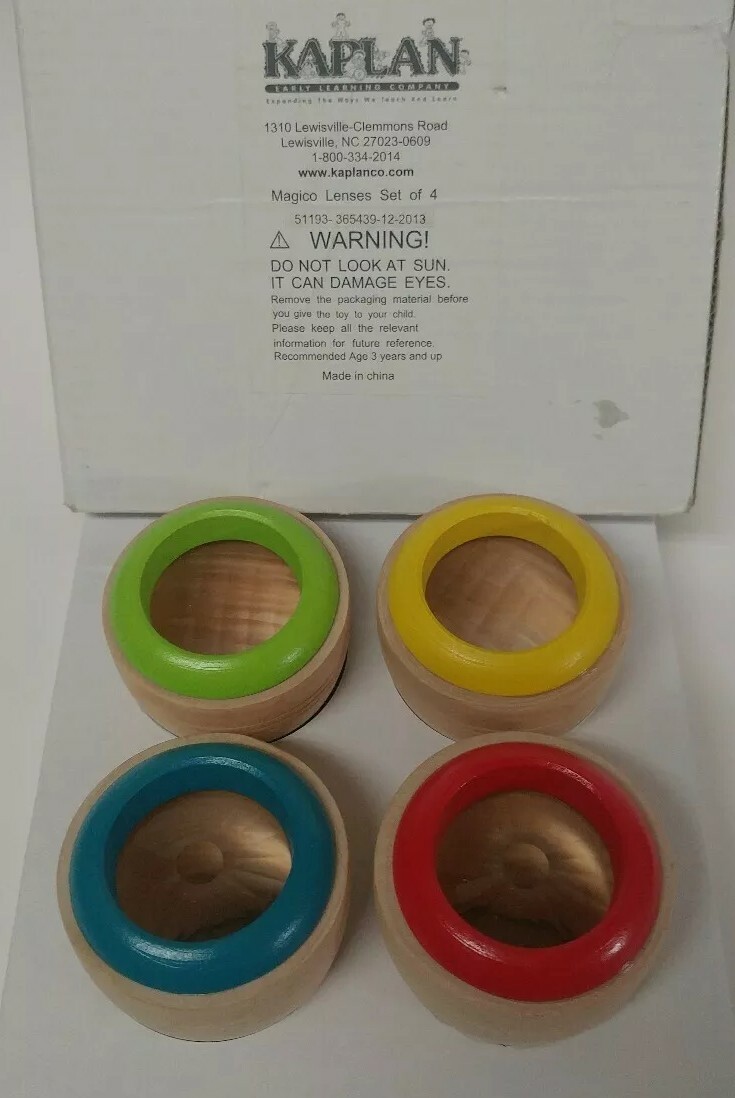 KAPLAN
EARLY LEARNING COMPANY
Expanding The Ways We Teach And Learn
1310 Lewisville-Clemmons Road
Lewisville, NC 27023-0609
1-800-334-2014
www.kaplanco.com
Magico Lenses Set of 4
51193- 365439-12-2013
⚠ WARNING!
DO NOT LOOK AT SUN.
IT CAN DAMAGE EYES.
Remove the packaging material before
you give the toy to your child.
Please keep all the relevant
information for future reference.
Recommended Age 3 years and up
Made in china